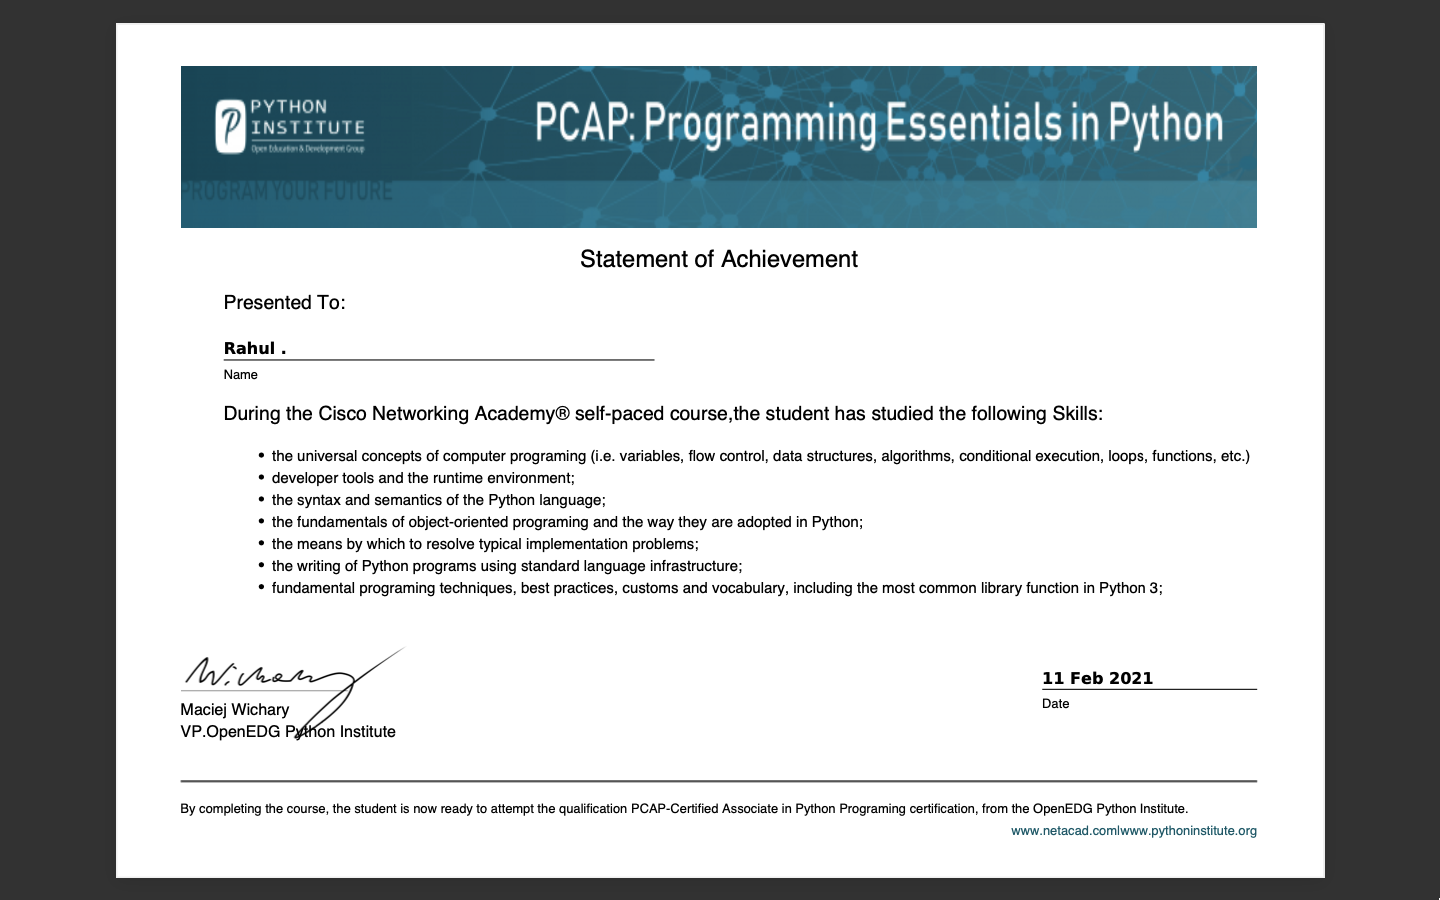 PYTHON
INSTITUTE
Open Education & Development Group
PCAP: Programming Essentials in Python
PROGRAM YOUR FUTURE
Statement of Achievement
Presented To:
Rahul .
Name
During the Cisco Networking Academy® self-paced course,the student has studied the following Skills:
• the universal concepts of computer programing (i.e. variables, flow control, data structures, algorithms, conditional execution, loops, functions, etc.)
• developer tools and the runtime environment;
• the syntax and semantics of the Python language;
• the fundamentals of object-oriented programing and the way they are adopted in Python;
• the means by which to resolve typical implementation problems;
• the writing of Python programs using standard language infrastructure;
• fundamental programing techniques, best practices, customs and vocabulary, including the most common library function in Python 3;
W. Wichary
Maciej Wichary
VP.OpenEDG Python Institute
11 Feb 2021
Date
By completing the course, the student is now ready to attempt the qualification PCAP-Certified Associate in Python Programing certification, from the OpenEDG Python Institute.
www.netacad.com|www.pythoninstitute.org